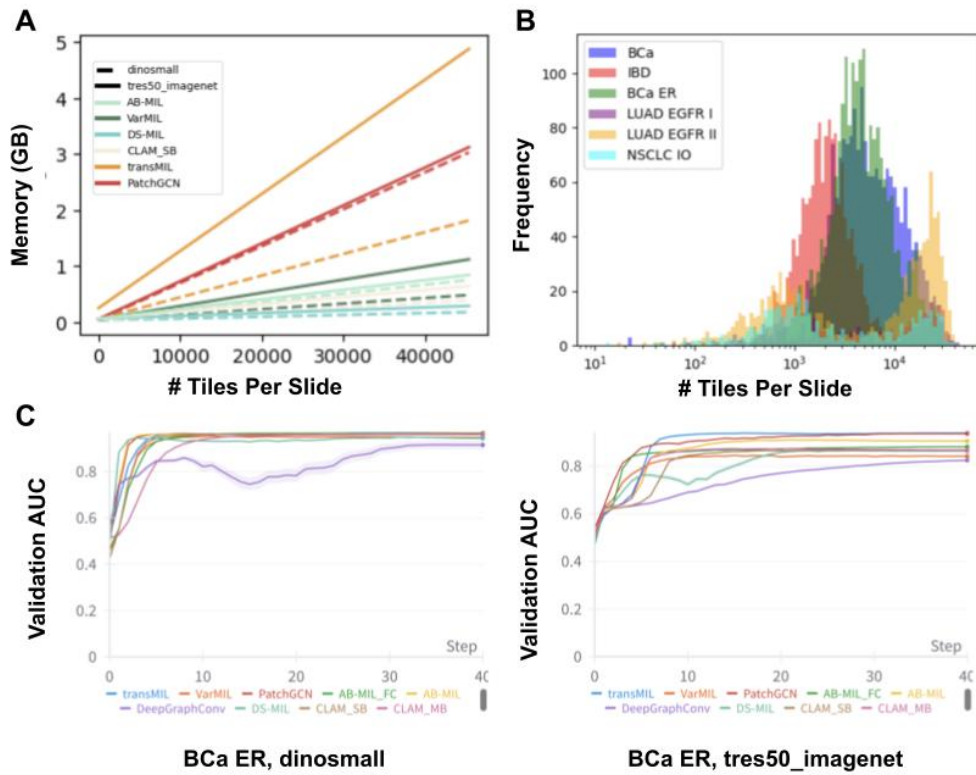 A
5
4
3
2
1
0
Memory (GB)
dinosmall
tres50_imagenet
AB-MIL
VarMIL
DS-MIL
CLAM_SB
transMIL
PatchGCN
0 10000 20000 30000 40000
# Tiles Per Slide
B
100
80
60
40
20
0
Frequency
BCa
IBD
BCa ER
LUAD EGFR I
LUAD EGFR II
NSCLC IO
10¹ 10² 10³ 10⁴
# Tiles Per Slide
C
0.8
0.6
0.4
0.2
0
Validation AUC
Step
0 10 20 30 40
transMIL VarMIL PatchGCN AB-MIL_FC AB-MIL
DeepGraphConv DS-MIL CLAM_SB CLAM_MB
BCa ER, dinosmall
0.8
0.6
0.4
0.2
0
Validation AUC
Step
0 10 20 30 40
transMIL VarMIL PatchGCN AB-MIL_FC AB-MIL
DeepGraphConv DS-MIL CLAM_SB CLAM_MB
BCa ER, tres50_imagenet